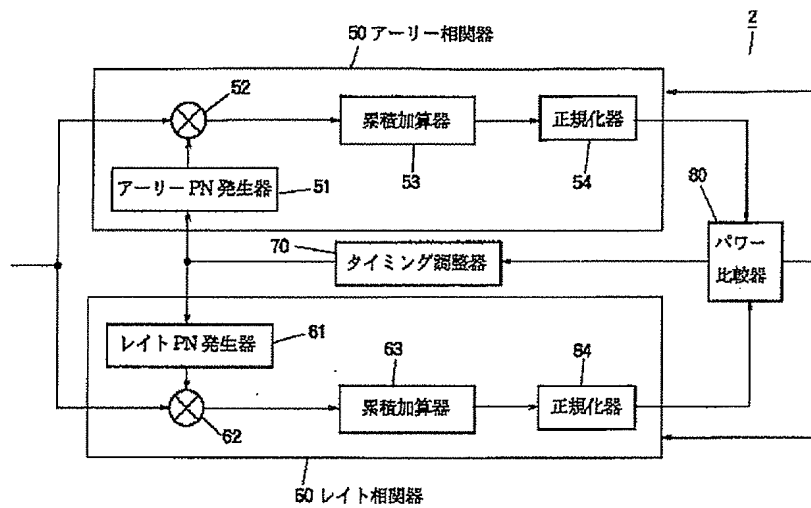 2
50 アーリー相関器
52
累積加算器
53
正規化器
54
アーリー PN 発生器
51
80
パワー
比較器
70
タイミング調整器
レイト PN 発生器
61
62
63
累積加算器
64
正規化器
60 レイト相関器